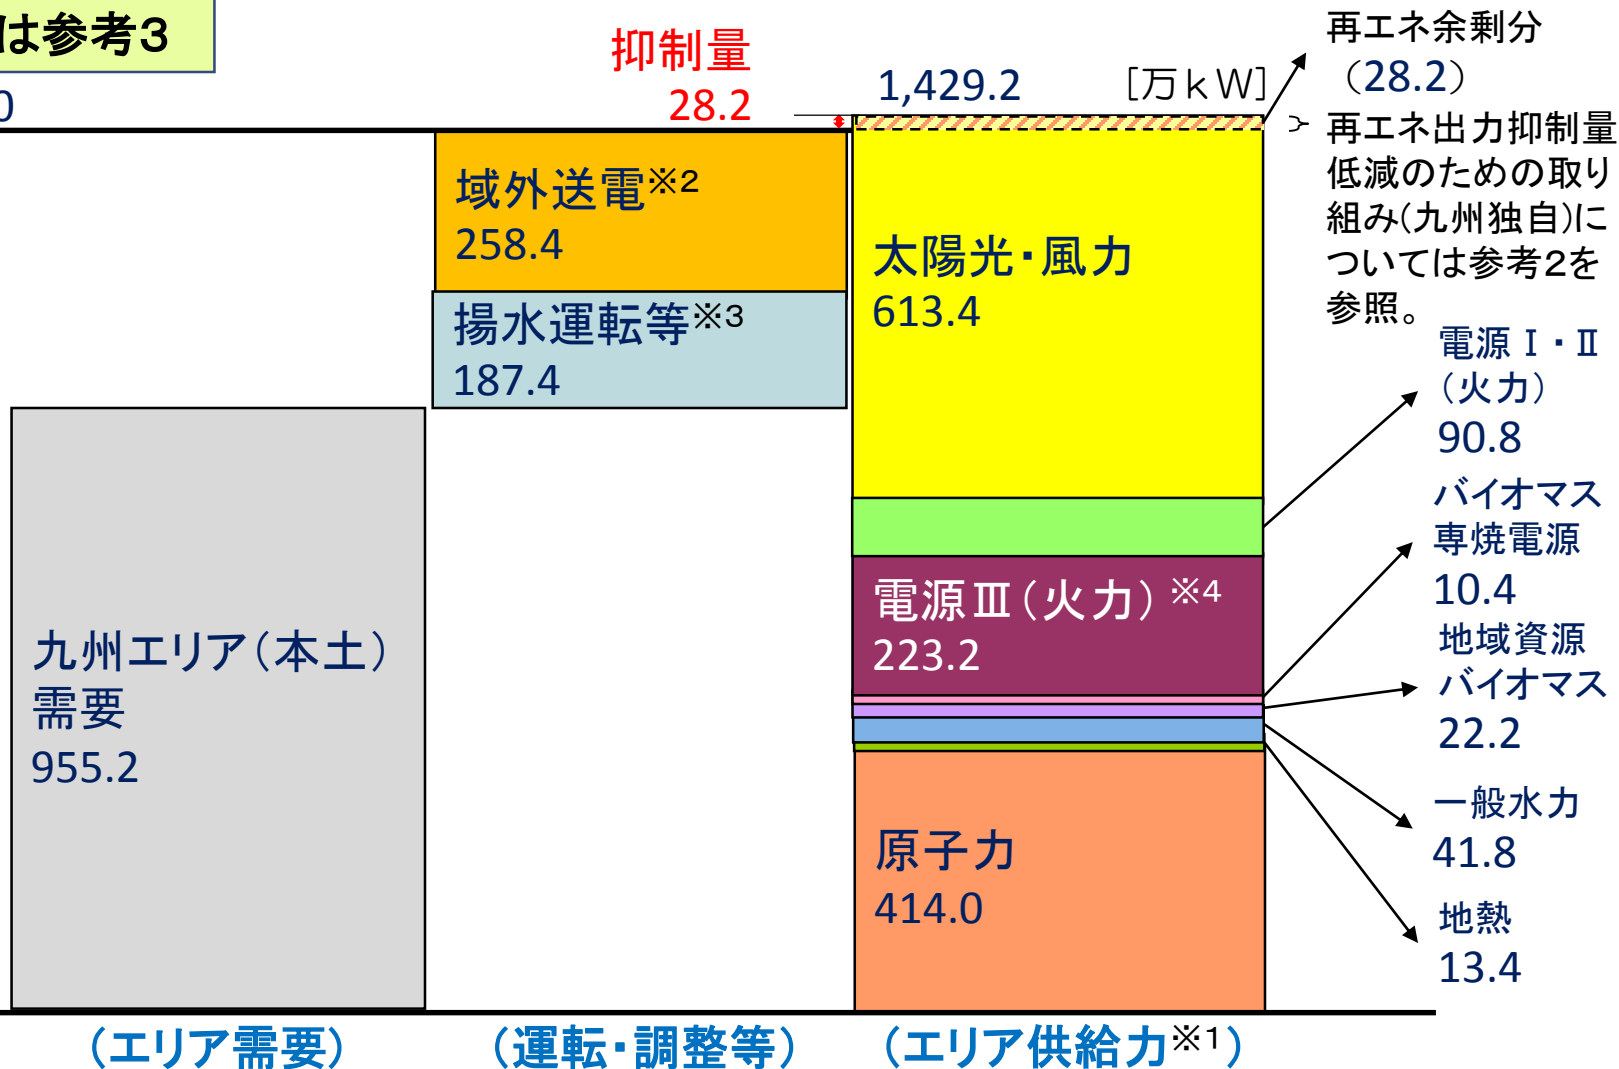 は参考3
0
抑制量
28.2
1,429.2
[万kW]
再エネ余剰分
(28.2)
再エネ出力抑制量
低減のための取り
組み(九州独自)に
ついては参考2を
参照。
域外送電※2
258.4
揚水運転等※3
187.4
太陽光・風力
613.4
電源Ⅰ・Ⅱ
(火力)
90.8
バイオマス
専焼電源
10.4
電源Ⅲ(火力)※4
223.2
地域資源
バイオマス
22.2
九州エリア(本土)
需要
955.2
一般水力
41.8
原子力
414.0
地熱
13.4
(エリア需要)
(運転・調整等)
(エリア供給力※1)